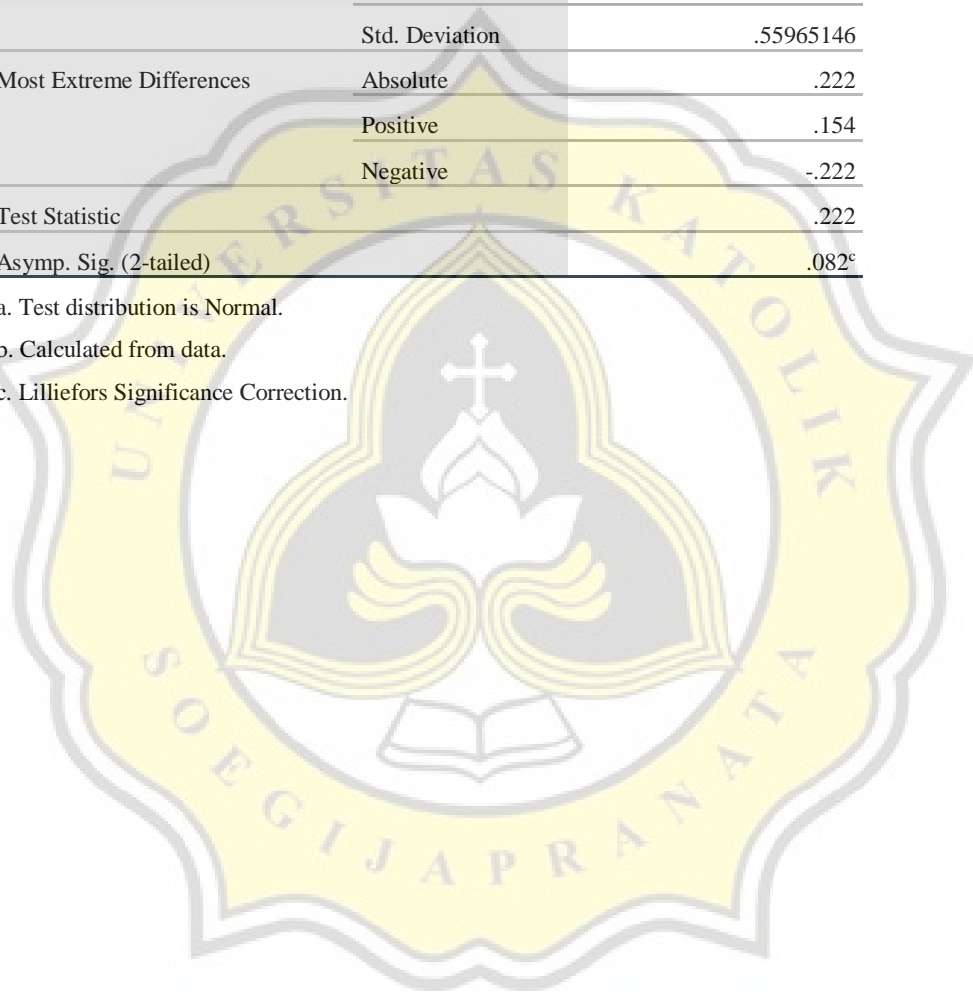 Std. Deviation .55965146
Most Extreme Differences Absolute .222
Positive .154
Negative -.222
Test Statistic .222
Asymp. Sig. (2-tailed) .082ᶜ
a. Test distribution is Normal.
b. Calculated from data.
c. Lilliefors Significance Correction.
UNIVERSITAS KATOLIK
SOEGIJAPRANATA